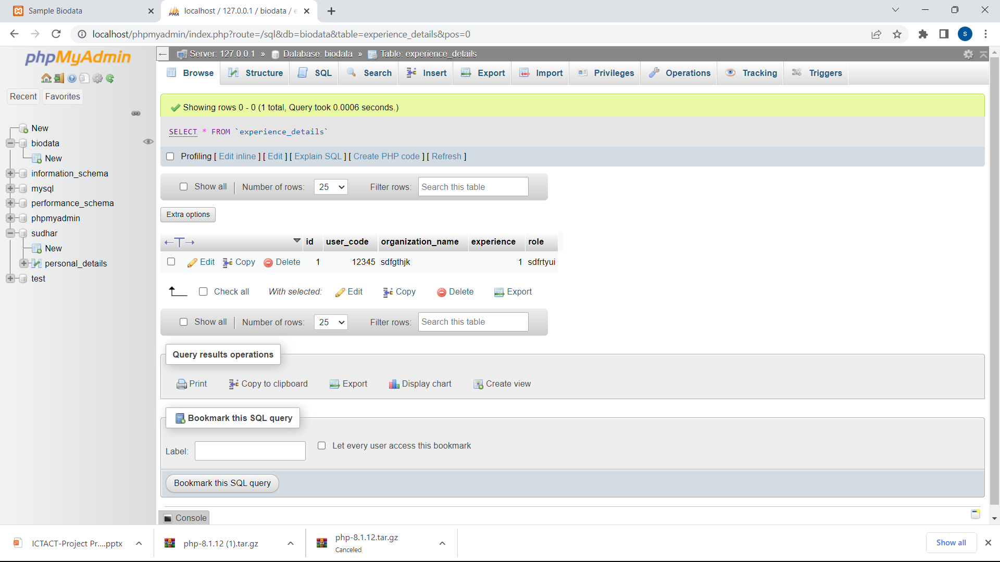 Sample Biodata
localhost / 127.0.0.1 / biodata / e
localhost/phpmyadmin/index.php?route=/sql&db=biodata&table=experience_details&pos=0
S
phpMyAdmin
Recent
Favorites
New
biodata
New
information_schema
mysql
performance_schema
phpmyadmin
sudhar
New
personal_details
test
Server: 127.0.0.1 » Database: biodata » Table: experience_details
Browse
Structure
SQL
Search
Insert
Export
Import
Privileges
Operations
Tracking
Triggers
Showing rows 0 - 0 (1 total, Query took 0.0006 seconds.)
SELECT * FROM `experience_details`
Profiling [ Edit inline ] [ Edit ] [ Explain SQL ] [ Create PHP code ] [ Refresh ]
Show all Number of rows: 25 Filter rows: Search this table
Extra options
←T→ id user_code organization_name experience role
Edit Copy Delete 1 12345 sdfgthjk 1 sdfrtyui
Check all With selected: Edit Copy Delete Export
Show all Number of rows: 25 Filter rows: Search this table
Query results operations
Print Copy to clipboard Export Display chart Create view
Bookmark this SQL query
Label: Let every user access this bookmark
Bookmark this SQL query
Console
ICTACT-Project Pr....pptx
php-8.1.12 (1).tar.gz
php-8.1.12.tar.gz
Canceled
Show all